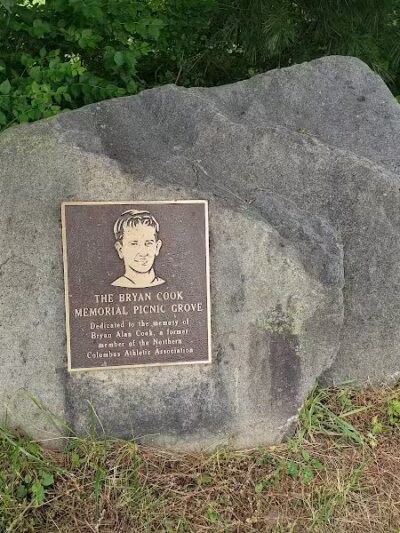 THE BRYAN COOK
MEMORIAL PICNIC GROVE
Dedicated to the memory of
Bryan Alan Cook, a former
member of the Northern
Columbus Athletic Association